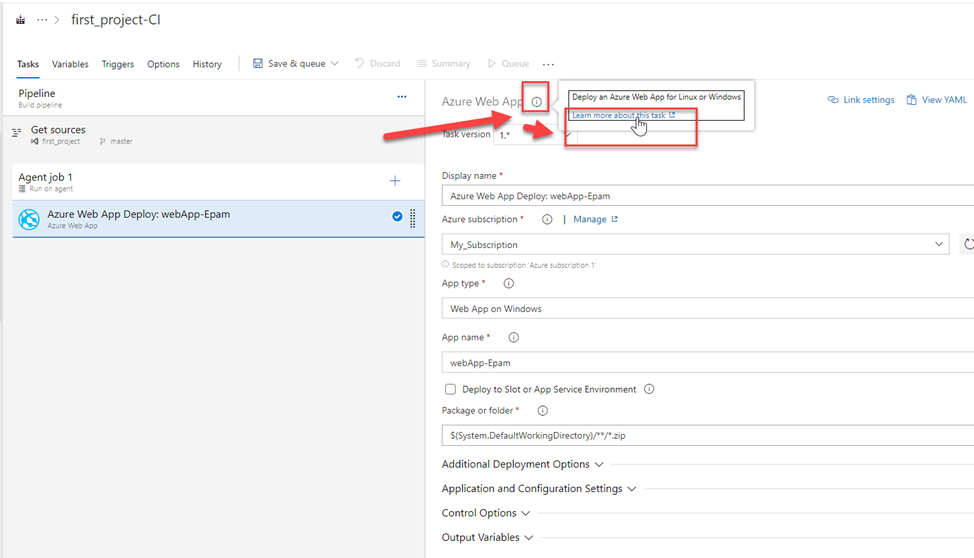 ··· > first_project-CI
Tasks Variables Triggers Options History Save & queue Discard Summary Queue ...
Pipeline
Build pipeline
...
Get sources
first_project master
Agent job 1
Run on agent
Azure Web App Deploy: webApp-Epam
Azure Web App
Azure Web App
Deploy an Azure Web App for Linux or Windows
Learn more about this task
Link settings View YAML
Task version 1.*
Display name *
Azure Web App Deploy: webApp-Epam
Azure subscription * | Manage
My_Subscription
Scoped to subscription 'Azure subscription 1'
App type *
Web App on Windows
App name *
webApp-Epam
Deploy to Slot or App Service Environment
Package or folder *
$(System.DefaultWorkingDirectory)/**/*.zip
Additional Deployment Options
Application and Configuration Settings
Control Options
Output Variables